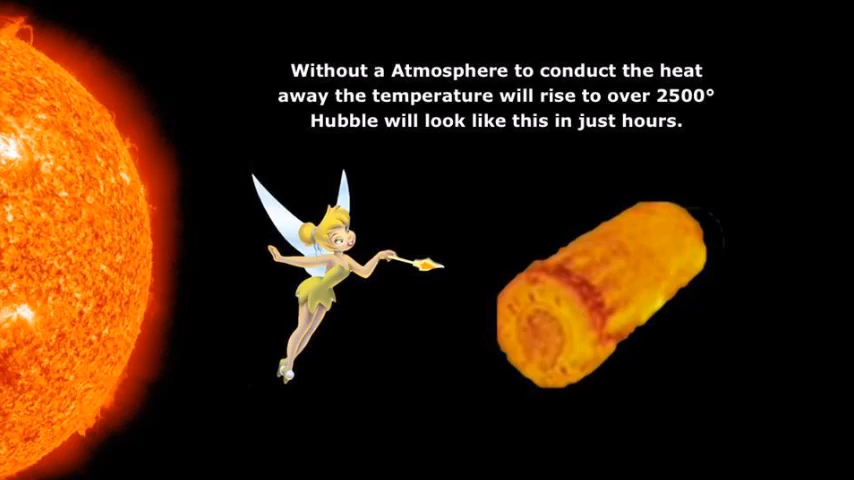 Without a Atmosphere to conduct the heat
away the temperature will rise to over 2500°
Hubble will look like this in just hours.